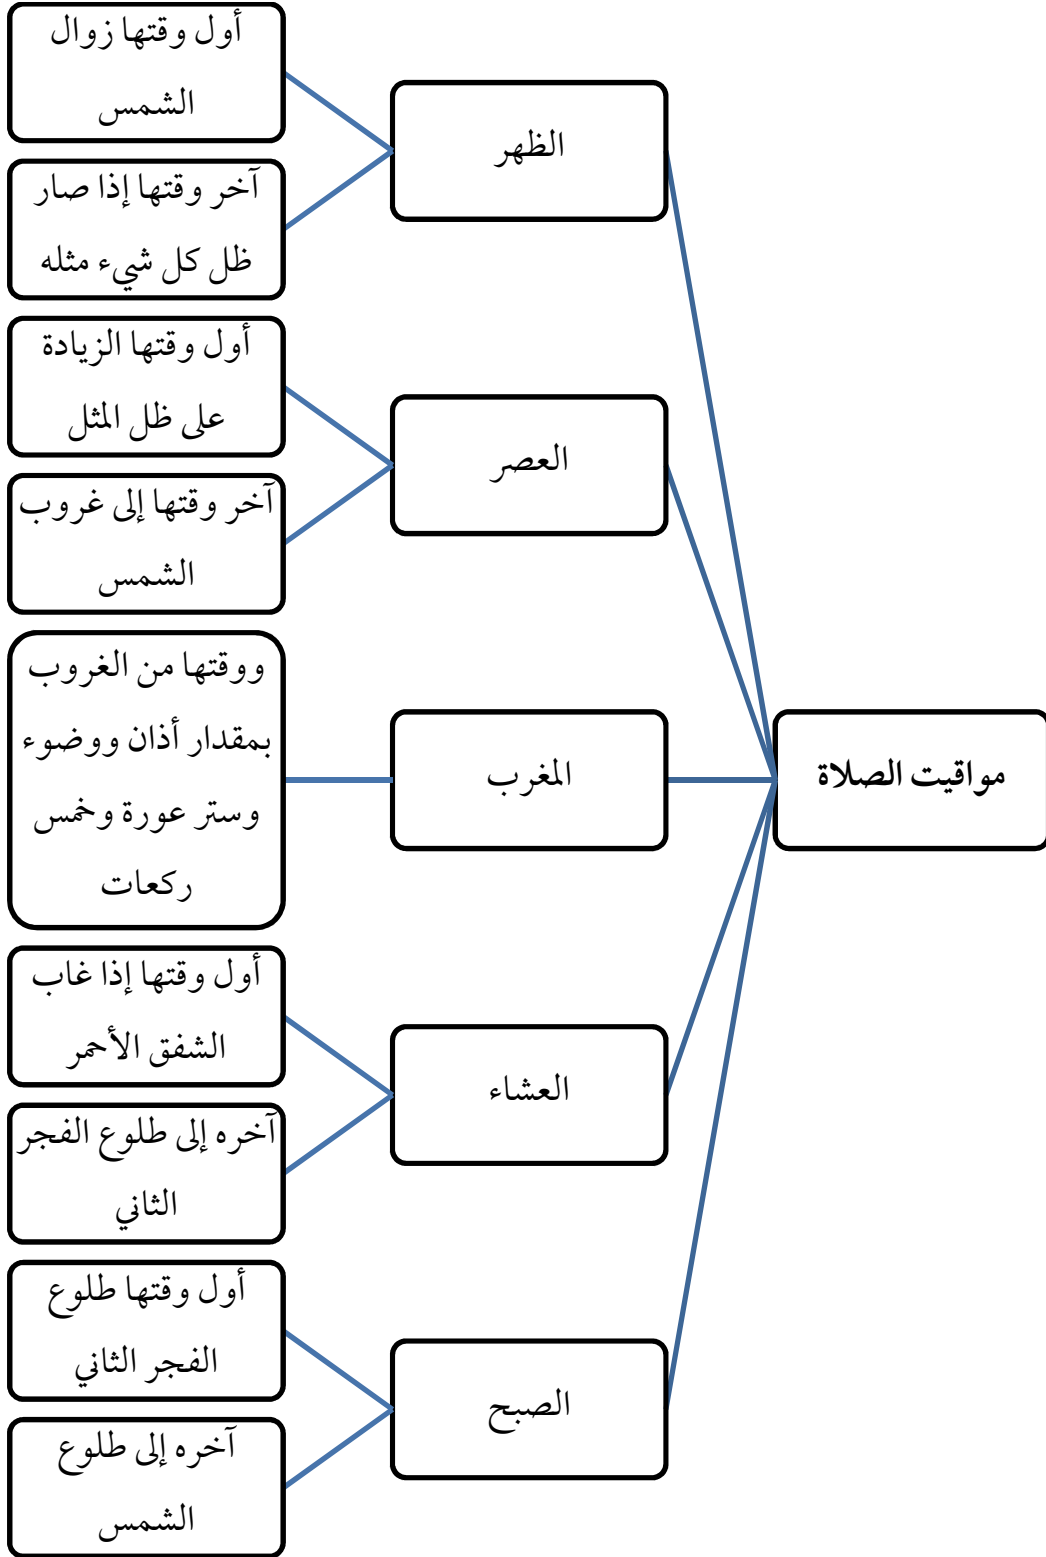 مواقيت الصلاة
الظهر
أول وقتها زوال
الشمس
آخر وقتها إذا صار
ظل كل شيء مثله
العصر
أول وقتها الزيادة
على ظل المثل
آخر وقتها إلى غروب
الشمس
المغرب
ووقتها من الغروب
بمقدار أذان ووضوء
وستر عورة وخمس
ركعات
العشاء
أول وقتها إذا غاب
الشفق الأحمر
آخره إلى طلوع الفجر
الثاني
الصبح
أول وقتها طلوع
الفجر الثاني
آخره إلى طلوع
الشمس